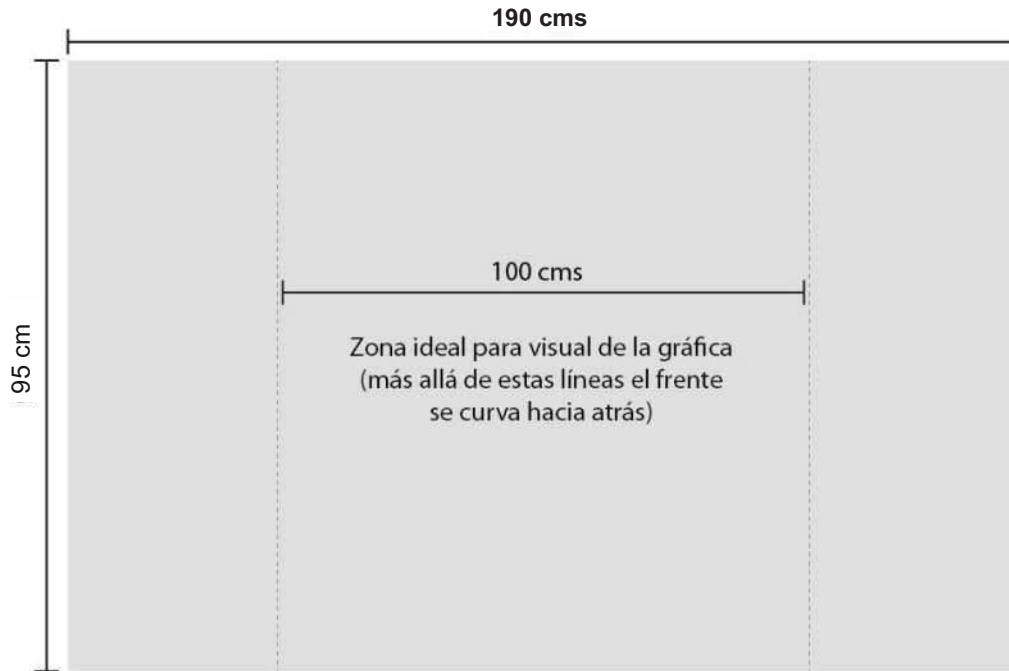 190 cms
95 cm
100 cms
Zona ideal para visual de la gráfica
(más allá de estas líneas el frente
se curva hacia atrás)